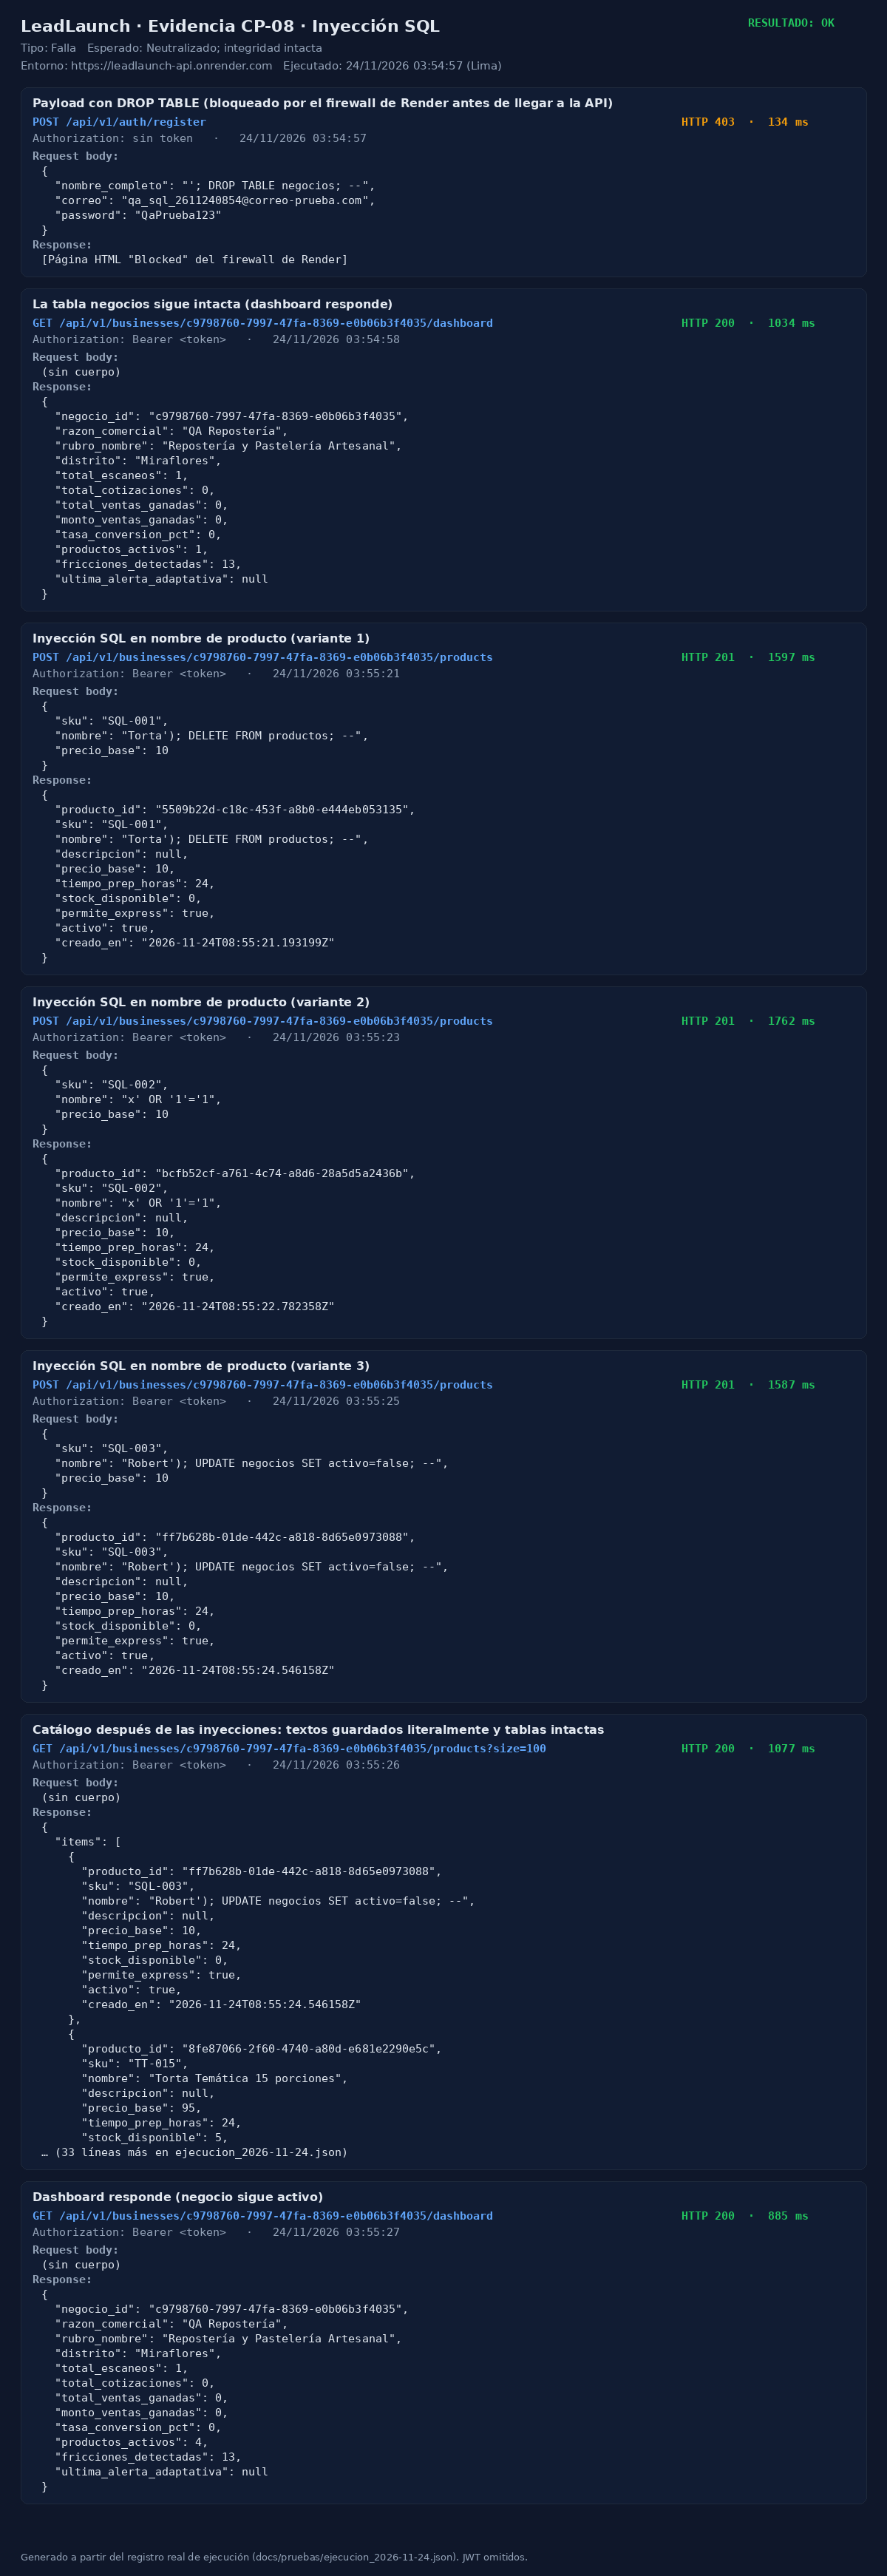 LeadLaunch · Evidencia CP-08 · Inyección SQL
RESULTADO: OK
Tipo: Falla   Esperado: Neutralizado; integridad intacta
Entorno: https://leadlaunch-api.onrender.com   Ejecutado: 24/11/2026 03:54:57 (Lima)
Payload con DROP TABLE (bloqueado por el firewall de Render antes de llegar a la API)
POST /api/v1/auth/register   HTTP 403  ·  134 ms
Authorization: sin token   ·   24/11/2026 03:54:57
Request body:
{
  "nombre_completo": "'; DROP TABLE negocios; --",
  "correo": "qa_sql_2611240854@correo-prueba.com",
  "password": "QaPrueba123"
}
Response:
[Página HTML "Blocked" del firewall de Render]
La tabla negocios sigue intacta (dashboard responde)
GET /api/v1/businesses/c9798760-7997-47fa-8369-e0b06b3f4035/dashboard   HTTP 200  ·  1034 ms
Authorization: Bearer <token>   ·   24/11/2026 03:54:58
Request body:
(sin cuerpo)
Response:
{
  "negocio_id": "c9798760-7997-47fa-8369-e0b06b3f4035",
  "razon_comercial": "QA Repostería",
  "rubro_nombre": "Repostería y Pastelería Artesanal",
  "distrito": "Miraflores",
  "total_escaneos": 1,
  "total_cotizaciones": 0,
  "total_ventas_ganadas": 0,
  "monto_ventas_ganadas": 0,
  "tasa_conversion_pct": 0,
  "productos_activos": 1,
  "fricciones_detectadas": 13,
  "ultima_alerta_adaptativa": null
}
Inyección SQL en nombre de producto (variante 1)
POST /api/v1/businesses/c9798760-7997-47fa-8369-e0b06b3f4035/products   HTTP 201  ·  1597 ms
Authorization: Bearer <token>   ·   24/11/2026 03:55:21
Request body:
{
  "sku": "SQL-001",
  "nombre": "Torta'); DELETE FROM productos; --",
  "precio_base": 10
}
Response:
{
  "producto_id": "5509b22d-c18c-453f-a8b0-e444eb053135",
  "sku": "SQL-001",
  "nombre": "Torta'); DELETE FROM productos; --",
  "descripcion": null,
  "precio_base": 10,
  "tiempo_prep_horas": 24,
  "stock_disponible": 0,
  "permite_express": true,
  "activo": true,
  "creado_en": "2026-11-24T08:55:21.193199Z"
}
Inyección SQL en nombre de producto (variante 2)
POST /api/v1/businesses/c9798760-7997-47fa-8369-e0b06b3f4035/products   HTTP 201  ·  1762 ms
Authorization: Bearer <token>   ·   24/11/2026 03:55:23
Request body:
{
  "sku": "SQL-002",
  "nombre": "x' OR '1'='1",
  "precio_base": 10
}
Response:
{
  "producto_id": "bcfb52cf-a761-4c74-a8d6-28a5d5a2436b",
  "sku": "SQL-002",
  "nombre": "x' OR '1'='1",
  "descripcion": null,
  "precio_base": 10,
  "tiempo_prep_horas": 24,
  "stock_disponible": 0,
  "permite_express": true,
  "activo": true,
  "creado_en": "2026-11-24T08:55:22.782358Z"
}
Inyección SQL en nombre de producto (variante 3)
POST /api/v1/businesses/c9798760-7997-47fa-8369-e0b06b3f4035/products   HTTP 201  ·  1587 ms
Authorization: Bearer <token>   ·   24/11/2026 03:55:25
Request body:
{
  "sku": "SQL-003",
  "nombre": "Robert'); UPDATE negocios SET activo=false; --",
  "precio_base": 10
}
Response:
{
  "producto_id": "ff7b628b-01de-442c-a818-8d65e0973088",
  "sku": "SQL-003",
  "nombre": "Robert'); UPDATE negocios SET activo=false; --",
  "descripcion": null,
  "precio_base": 10,
  "tiempo_prep_horas": 24,
  "stock_disponible": 0,
  "permite_express": true,
  "activo": true,
  "creado_en": "2026-11-24T08:55:24.546158Z"
}
Catálogo después de las inyecciones: textos guardados literalmente y tablas intactas
GET /api/v1/businesses/c9798760-7997-47fa-8369-e0b06b3f4035/products?size=100   HTTP 200  ·  1077 ms
Authorization: Bearer <token>   ·   24/11/2026 03:55:26
Request body:
(sin cuerpo)
Response:
{
  "items": [
    {
      "producto_id": "ff7b628b-01de-442c-a818-8d65e0973088",
      "sku": "SQL-003",
      "nombre": "Robert'); UPDATE negocios SET activo=false; --",
      "descripcion": null,
      "precio_base": 10,
      "tiempo_prep_horas": 24,
      "stock_disponible": 0,
      "permite_express": true,
      "activo": true,
      "creado_en": "2026-11-24T08:55:24.546158Z"
    },
    {
      "producto_id": "8fe87066-2f60-4740-a80d-e681e2290e5c",
      "sku": "TT-015",
      "nombre": "Torta Temática 15 porciones",
      "descripcion": null,
      "precio_base": 95,
      "tiempo_prep_horas": 24,
      "stock_disponible": 5,
… (33 líneas más en ejecucion_2026-11-24.json)
Dashboard responde (negocio sigue activo)
GET /api/v1/businesses/c9798760-7997-47fa-8369-e0b06b3f4035/dashboard   HTTP 200  ·  885 ms
Authorization: Bearer <token>   ·   24/11/2026 03:55:27
Request body:
(sin cuerpo)
Response:
{
  "negocio_id": "c9798760-7997-47fa-8369-e0b06b3f4035",
  "razon_comercial": "QA Repostería",
  "rubro_nombre": "Repostería y Pastelería Artesanal",
  "distrito": "Miraflores",
  "total_escaneos": 1,
  "total_cotizaciones": 0,
  "total_ventas_ganadas": 0,
  "monto_ventas_ganadas": 0,
  "tasa_conversion_pct": 0,
  "productos_activos": 4,
  "fricciones_detectadas": 13,
  "ultima_alerta_adaptativa": null
}
Generado a partir del registro real de ejecución (docs/pruebas/ejecucion_2026-11-24.json). JWT omitidos.